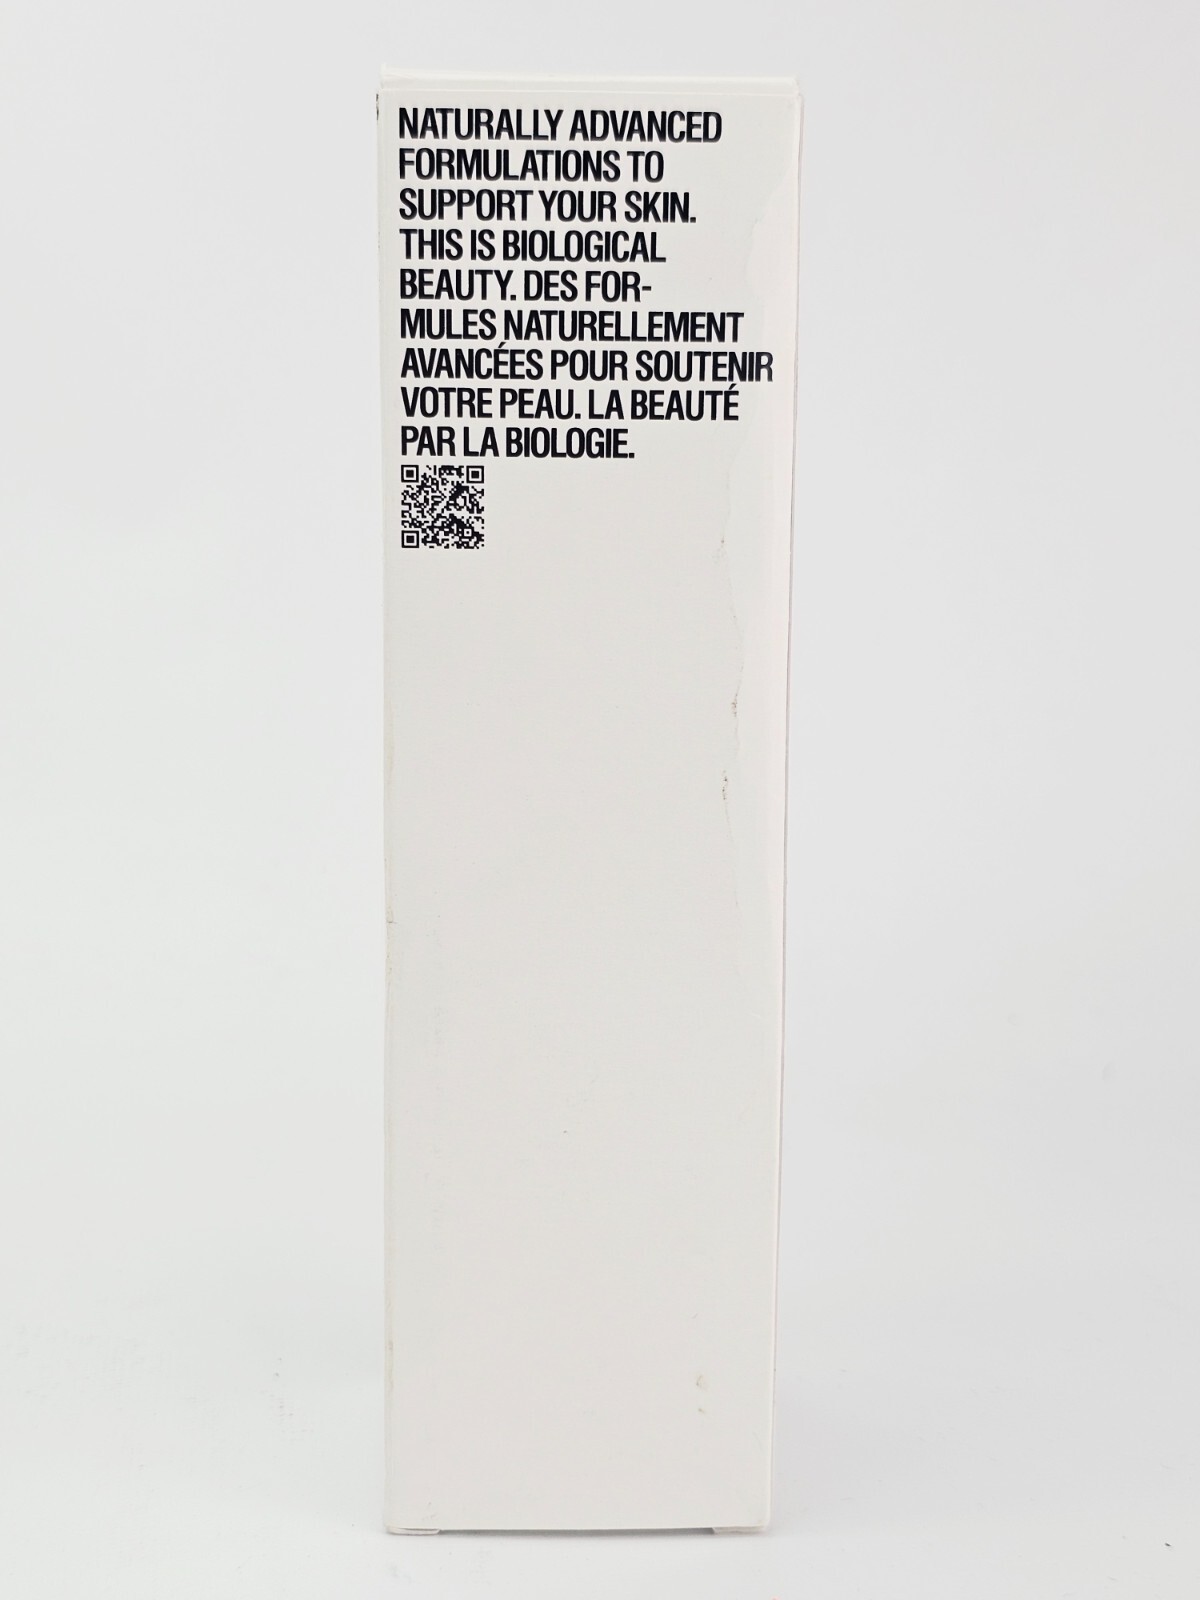 NATURALLY ADVANCED
FORMULATIONS TO
SUPPORT YOUR SKIN.
THIS IS BIOLOGICAL
BEAUTY. DES FOR-
MULES NATURELLEMENT
AVANCÉES POUR SOUTENIR
VOTRE PEAU. LA BEAUTÉ
PAR LA BIOLOGIE.